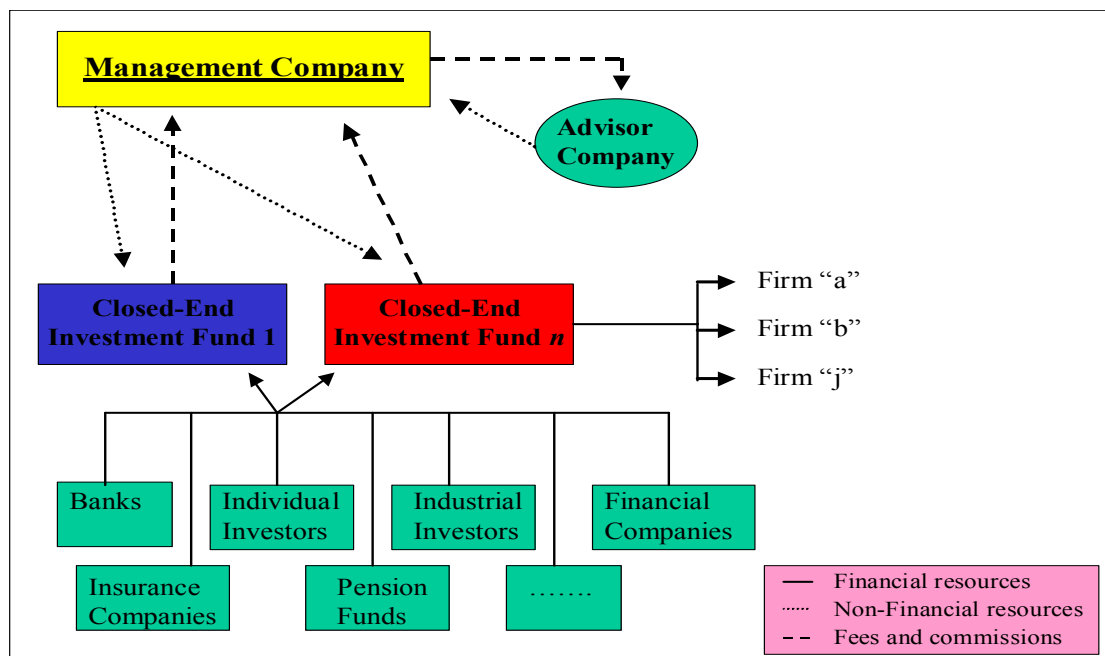 Management Company
Advisor
Company
Closed-End
Investment Fund 1
Closed-End
Investment Fund n
Firm “a”
Firm “b”
Firm “j”
Banks
Individual
Investors
Industrial
Investors
Financial
Companies
Insurance
Companies
Pension
Funds
…….
Financial resources
Non-Financial resources
Fees and commissions